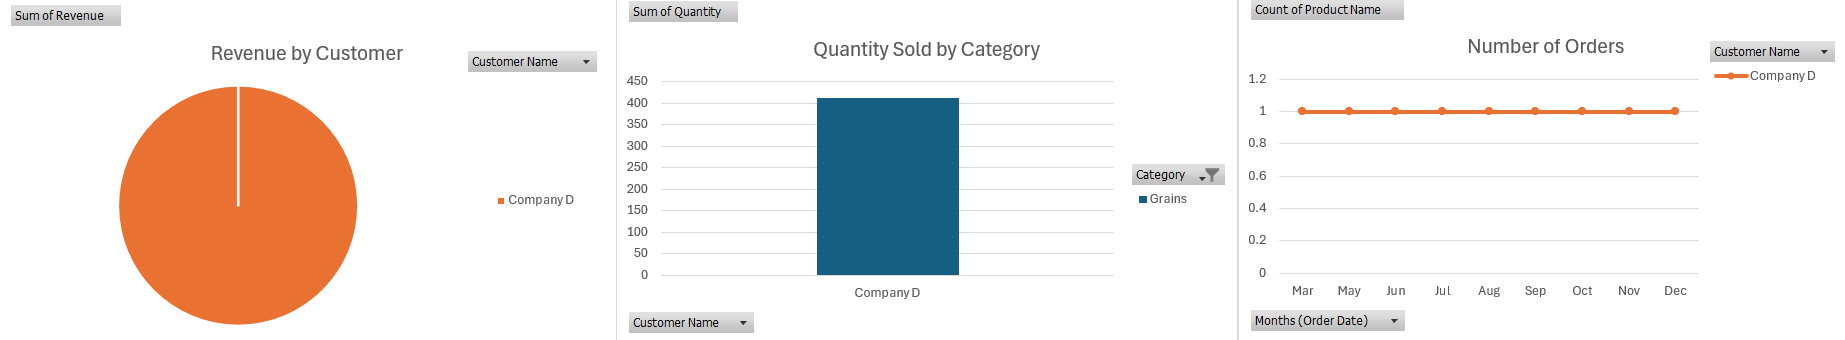 Sum of Revenue
Revenue by Customer
Customer Name
Company D
Sum of Quantity
Quantity Sold by Category
450
400
350
300
250
200
150
100
50
0
Company D
Category
Grains
Customer Name
Count of Product Name
Number of Orders
Customer Name
Company D
1.2
1
0.8
0.6
0.4
0.2
0
Mar May Jun Jul Aug Sep Oct Nov Dec
Months (Order Date)